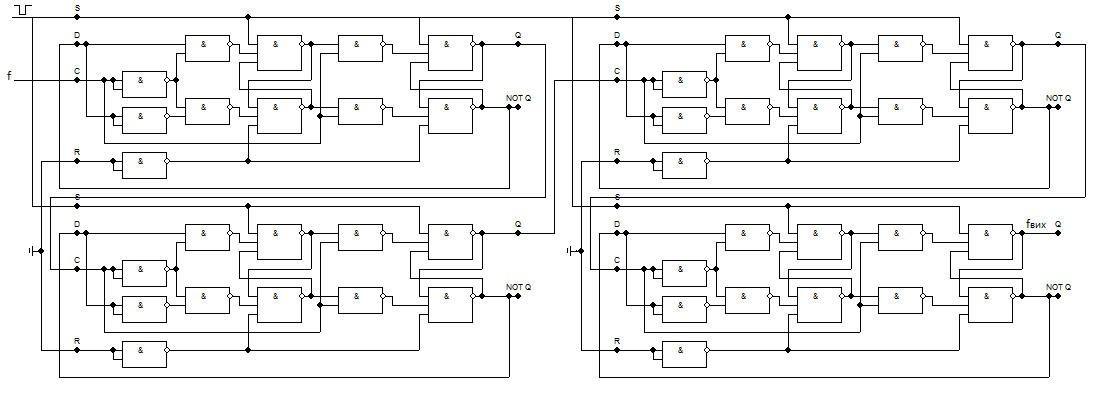 S S
D & & & & Q D & & & & Q
f C & C &
& & & & NOT Q & & & & NOT Q
& &
R & R &
S S
D & & & & Q D & & & & fвих Q
C & C &
& & & & NOT Q & & & & NOT Q
& &
R & R &